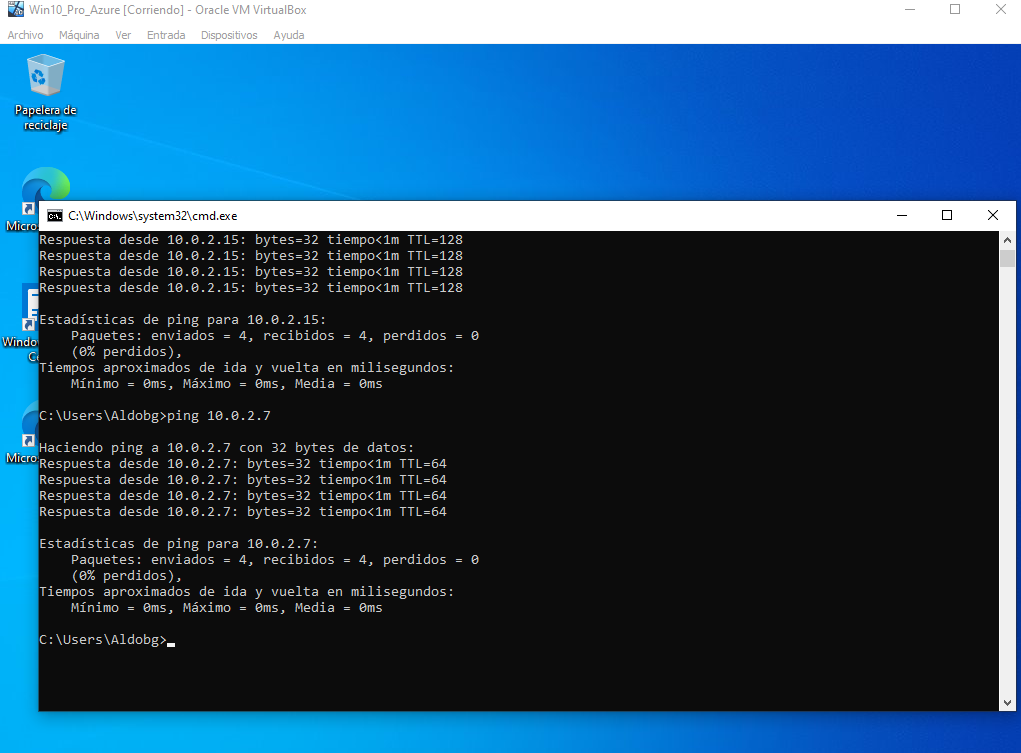 Win10_Pro_Azure [Corriendo] - Oracle VM VirtualBox
Archivo Máquina Ver Entrada Dispositivos Ayuda
Papelera de
reciclaje
Micros
C:\Windows\system32\cmd.exe
Respuesta desde 10.0.2.15: bytes=32 tiempo<1m TTL=128
Respuesta desde 10.0.2.15: bytes=32 tiempo<1m TTL=128
Respuesta desde 10.0.2.15: bytes=32 tiempo<1m TTL=128
Respuesta desde 10.0.2.15: bytes=32 tiempo<1m TTL=128
Estadísticas de ping para 10.0.2.15:
Paquetes: enviados = 4, recibidos = 4, perdidos = 0
(0% perdidos),
Tiempos aproximados de ida y vuelta en milisegundos:
Mínimo = 0ms, Máximo = 0ms, Media = 0ms
C:\Users\Aldobg>ping 10.0.2.7
Haciendo ping a 10.0.2.7 con 32 bytes de datos:
Respuesta desde 10.0.2.7: bytes=32 tiempo<1m TTL=64
Respuesta desde 10.0.2.7: bytes=32 tiempo<1m TTL=64
Respuesta desde 10.0.2.7: bytes=32 tiempo<1m TTL=64
Respuesta desde 10.0.2.7: bytes=32 tiempo<1m TTL=64
Estadísticas de ping para 10.0.2.7:
Paquetes: enviados = 4, recibidos = 4, perdidos = 0
(0% perdidos),
Tiempos aproximados de ida y vuelta en milisegundos:
Mínimo = 0ms, Máximo = 0ms, Media = 0ms
C:\Users\Aldobg>
Windo
Co
Micros